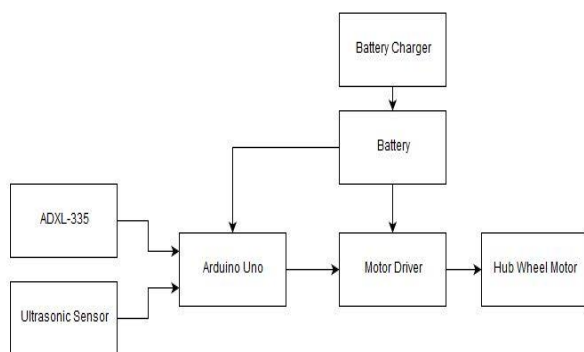 Battery Charger
Battery
ADXL-335
Arduino Uno
Motor Driver
Hub Wheel Motor
Ultrasonic Sensor